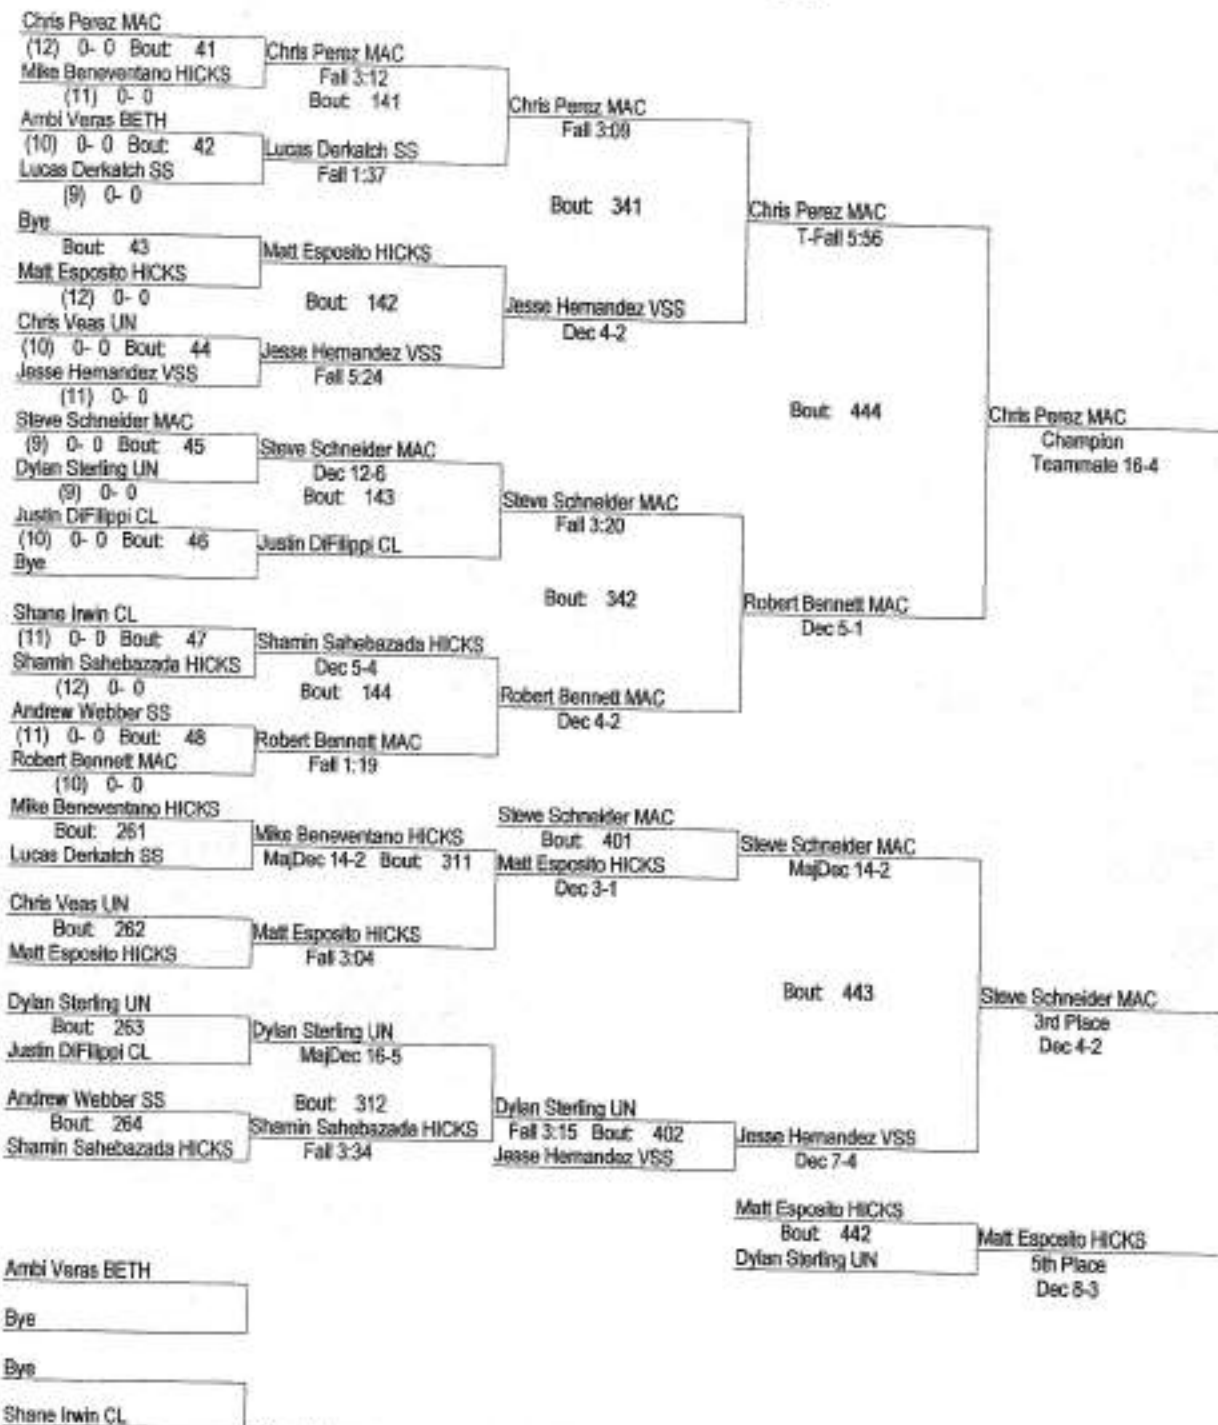 Chris Perez MAC
(12) 0- 0 Bout: 41
Mike Beneventano HICKS
(11) 0- 0
Ambi Veras BETH
(10) 0- 0 Bout: 42
Lucas Derkatch SS
(9) 0- 0
Bye
Bout: 43
Matt Esposito HICKS
(12) 0- 0
Chris Veas UN
(10) 0- 0 Bout: 44
Jesse Hernandez VSS
(11) 0- 0
Steve Schneider MAC
(9) 0- 0 Bout: 45
Dylan Sterling UN
(9) 0- 0
Justin DiFilippi CL
(10) 0- 0 Bout: 46
Bye
Shane Irwin CL
(11) 0- 0 Bout: 47
Shamin Sahebazada HICKS
(12) 0- 0
Andrew Webber SS
(11) 0- 0 Bout: 48
Robert Bennett MAC
(10) 0- 0
Chris Perez MAC
Fall 3:12
Bout: 141
Lucas Derkatch SS
Fall 1:37
Matt Esposito HICKS
Bout: 142
Jesse Hernandez VSS
Fall 5:24
Steve Schneider MAC
Dec 12-6
Bout: 143
Justin DiFilippi CL
Shamin Sahebazada HICKS
Dec 5-4
Bout: 144
Robert Bennett MAC
Fall 1:19
Chris Perez MAC
Fall 3:09
Bout: 341
Jesse Hernandez VSS
Dec 4-2
Steve Schneider MAC
Fall 3:20
Bout: 342
Robert Bennett MAC
Dec 4-2
Chris Perez MAC
T-Fall 5:56
Bout: 444
Robert Bennett MAC
Dec 5-1
Chris Perez MAC
Champion
Teammate 16-4
Mike Beneventano HICKS
Bout: 261
Lucas Derkatch SS
Chris Veas UN
Bout: 262
Matt Esposito HICKS
Dylan Sterling UN
Bout: 263
Justin DiFilippi CL
Andrew Webber SS
Bout: 264
Shamin Sahebazada HICKS
Mike Beneventano HICKS
MajDec 14-2 Bout: 311
Matt Esposito HICKS
Fall 3:04
Dylan Sterling UN
MajDec 16-5
Bout: 312
Shamin Sahebazada HICKS
Fall 3:34
Steve Schneider MAC
Bout: 401
Matt Esposito HICKS
Dec 3-1
Dylan Sterling UN
Fall 3:15 Bout: 402
Jesse Hernandez VSS
Steve Schneider MAC
MajDec 14-2
Bout: 443
Jesse Hernandez VSS
Dec 7-4
Steve Schneider MAC
3rd Place
Dec 4-2
Matt Esposito HICKS
Bout: 442
Dylan Sterling UN
Matt Esposito HICKS
5th Place
Dec 8-3
Ambi Veras BETH
Bye
Bye
Shane Irwin CL